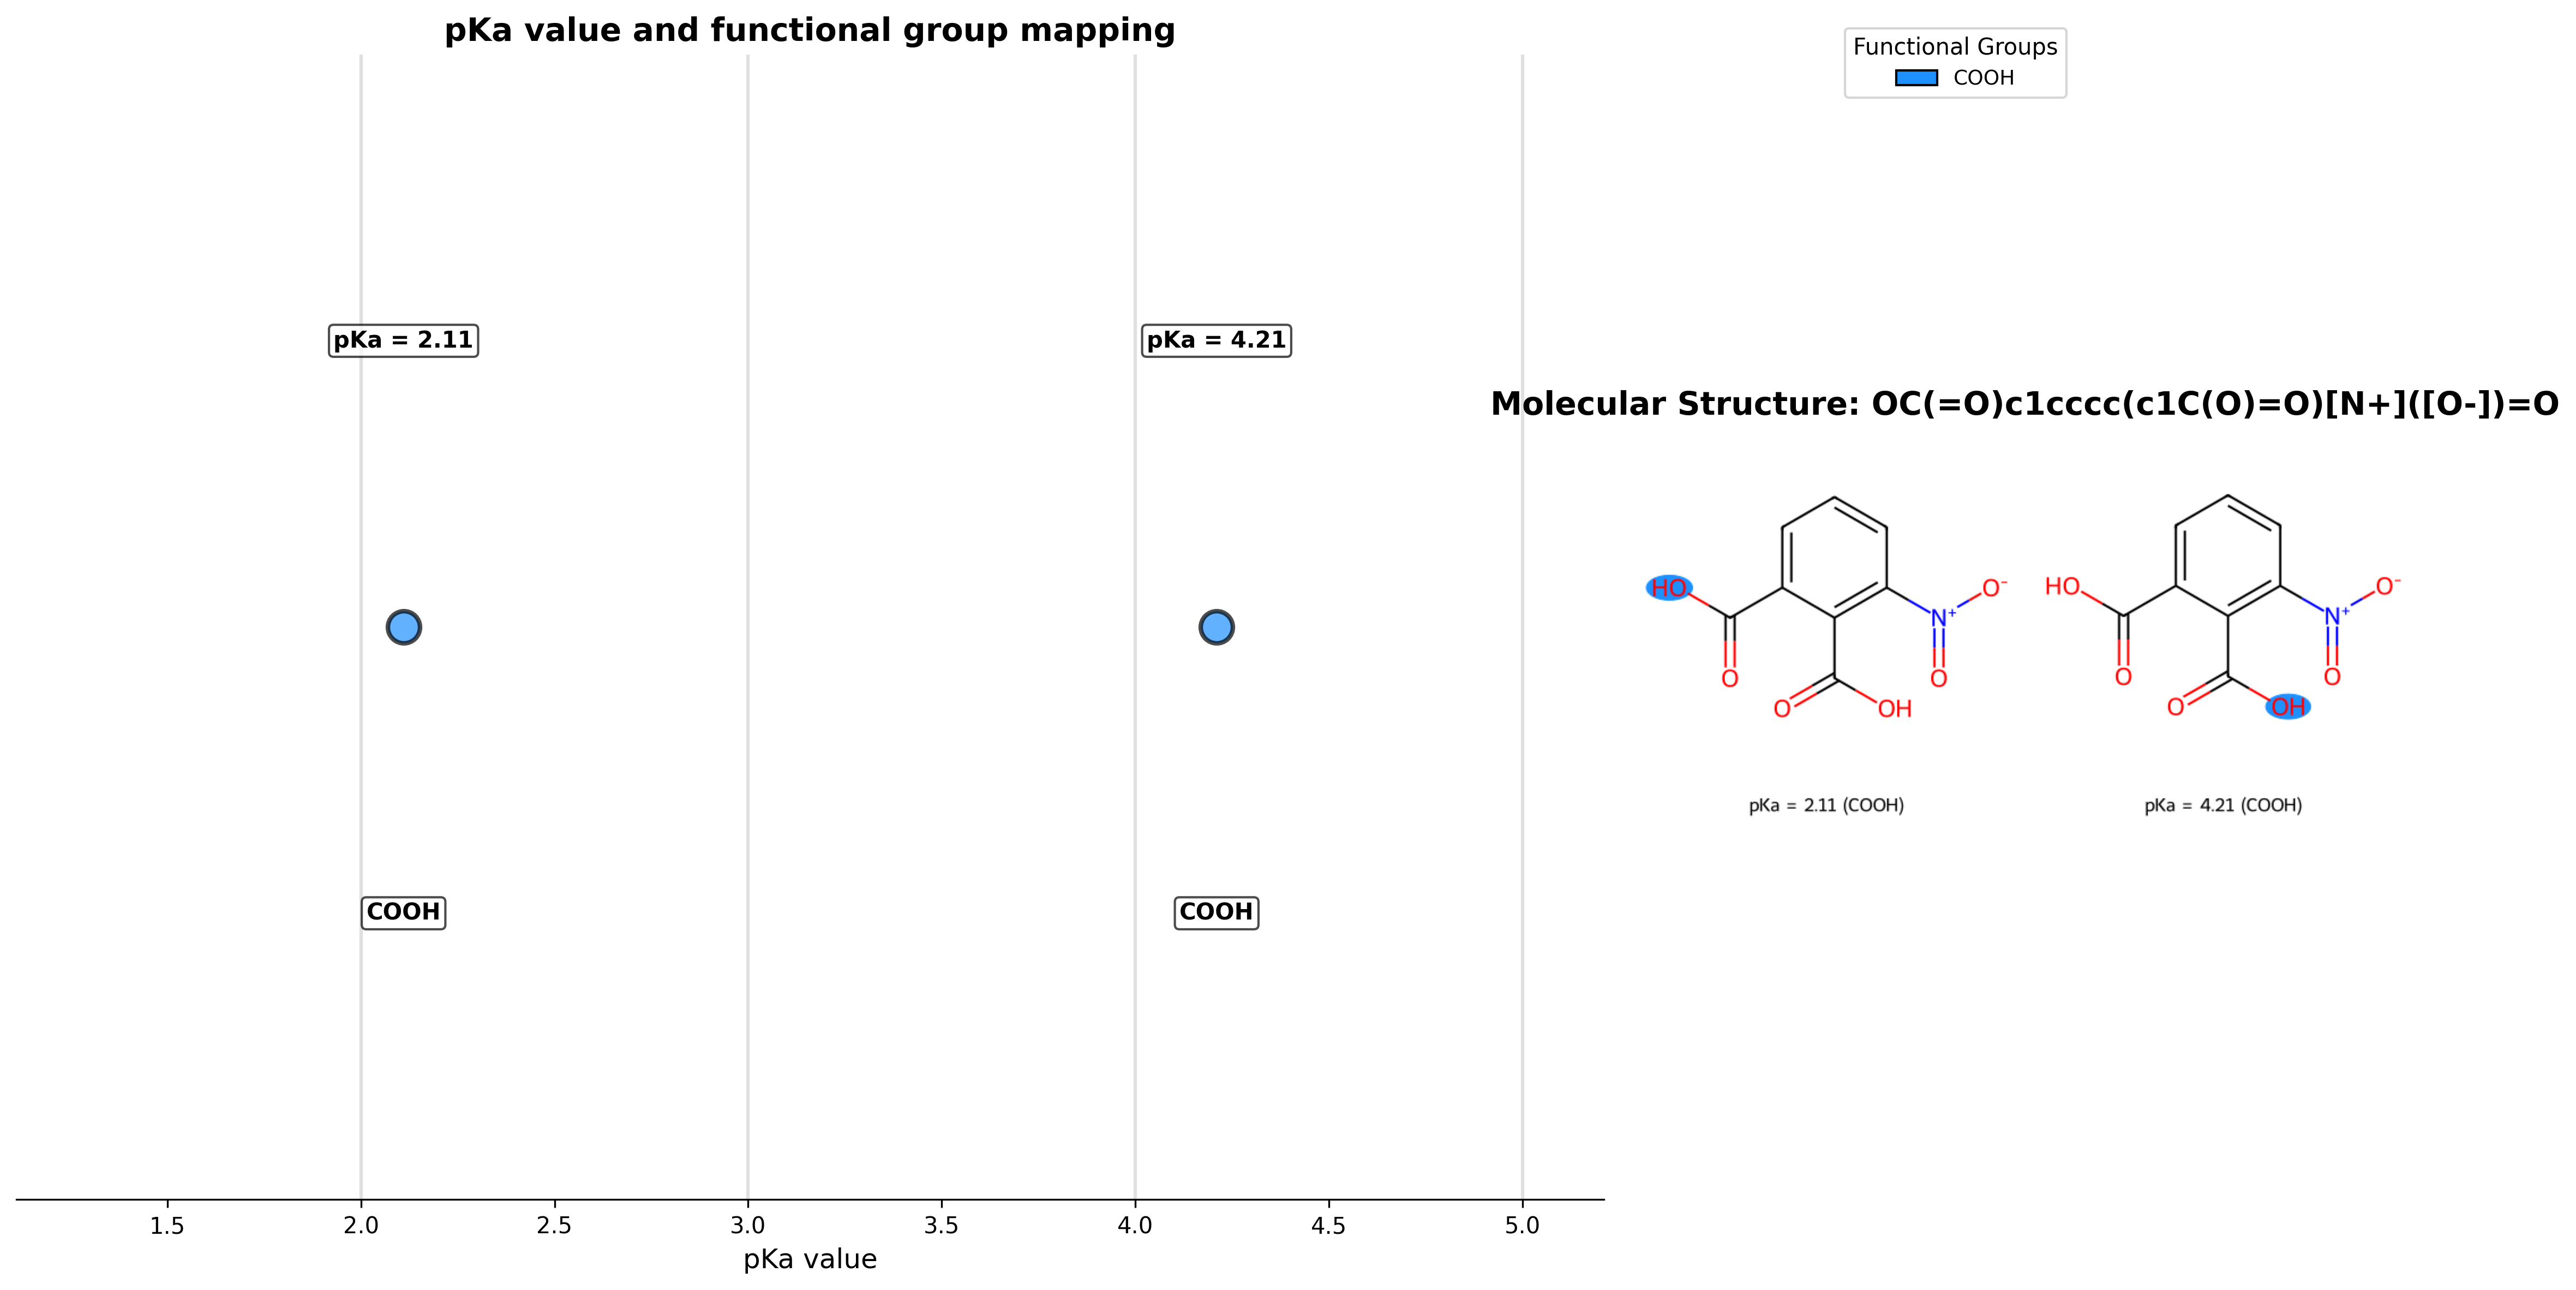 pKa value and functional group mapping
Functional Groups
COOH
pKa = 2.11
pKa = 4.21
Molecular Structure: OC(=O)c1cccc(c1C(O)=O)[N+]([O-])=O
HO
O
O
OH
N+
O-
O
HO
O
O
OH
N+
O-
O
pKa = 2.11 (COOH)
pKa = 4.21 (COOH)
COOH
COOH
1.5 2.0 2.5 3.0 3.5 4.0 4.5 5.0
pKa value